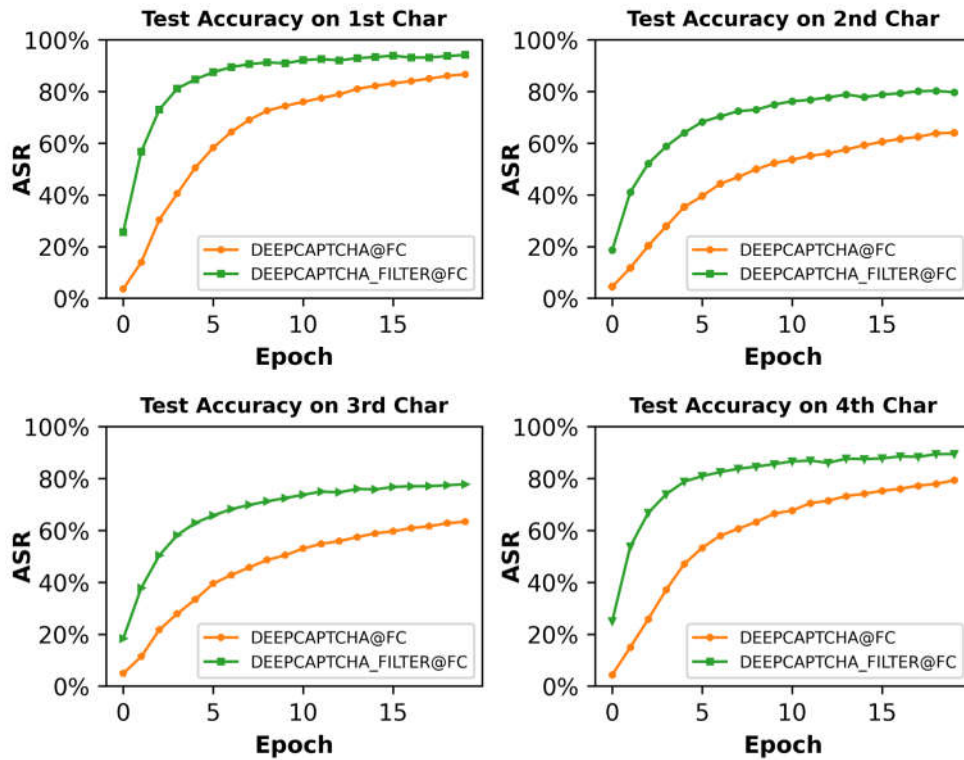 Test Accuracy on 1st Char
100%
80%
60%
40%
20%
0%
ASR
DEEPCAPTCHA@FC
DEEPCAPTCHA_FILTER@FC
0 5 10 15
Epoch
Test Accuracy on 2nd Char
100%
80%
60%
40%
20%
0%
ASR
DEEPCAPTCHA@FC
DEEPCAPTCHA_FILTER@FC
0 5 10 15
Epoch
Test Accuracy on 3rd Char
100%
80%
60%
40%
20%
0%
ASR
DEEPCAPTCHA@FC
DEEPCAPTCHA_FILTER@FC
0 5 10 15
Epoch
Test Accuracy on 4th Char
100%
80%
60%
40%
20%
0%
ASR
DEEPCAPTCHA@FC
DEEPCAPTCHA_FILTER@FC
0 5 10 15
Epoch